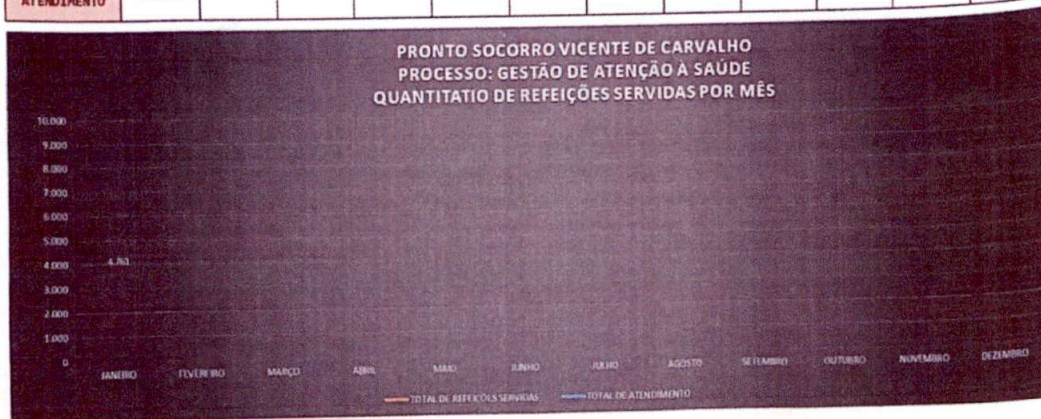 ATENDIMENTO
PRONTO SOCORRO VICENTE DE CARVALHO
PROCESSO: GESTÃO DE ATENÇÃO À SAÚDE
QUANTITATIO DE REFEIÇÕES SERVIDAS POR MÊS
10.000
9.000
8.000
7.000
6.000
5.000
4.761
4.000
3.000
2.000
1.000
0
JANEIRO FEVEREIRO MARÇO ABRIL MAIO JUNHO JULHO AGOSTO SETEMBRO OUTUBRO NOVEMBRO DEZEMBRO
TOTAL DE REFEIÇÕES SERVIDAS TOTAL DE ATENDIMENTO